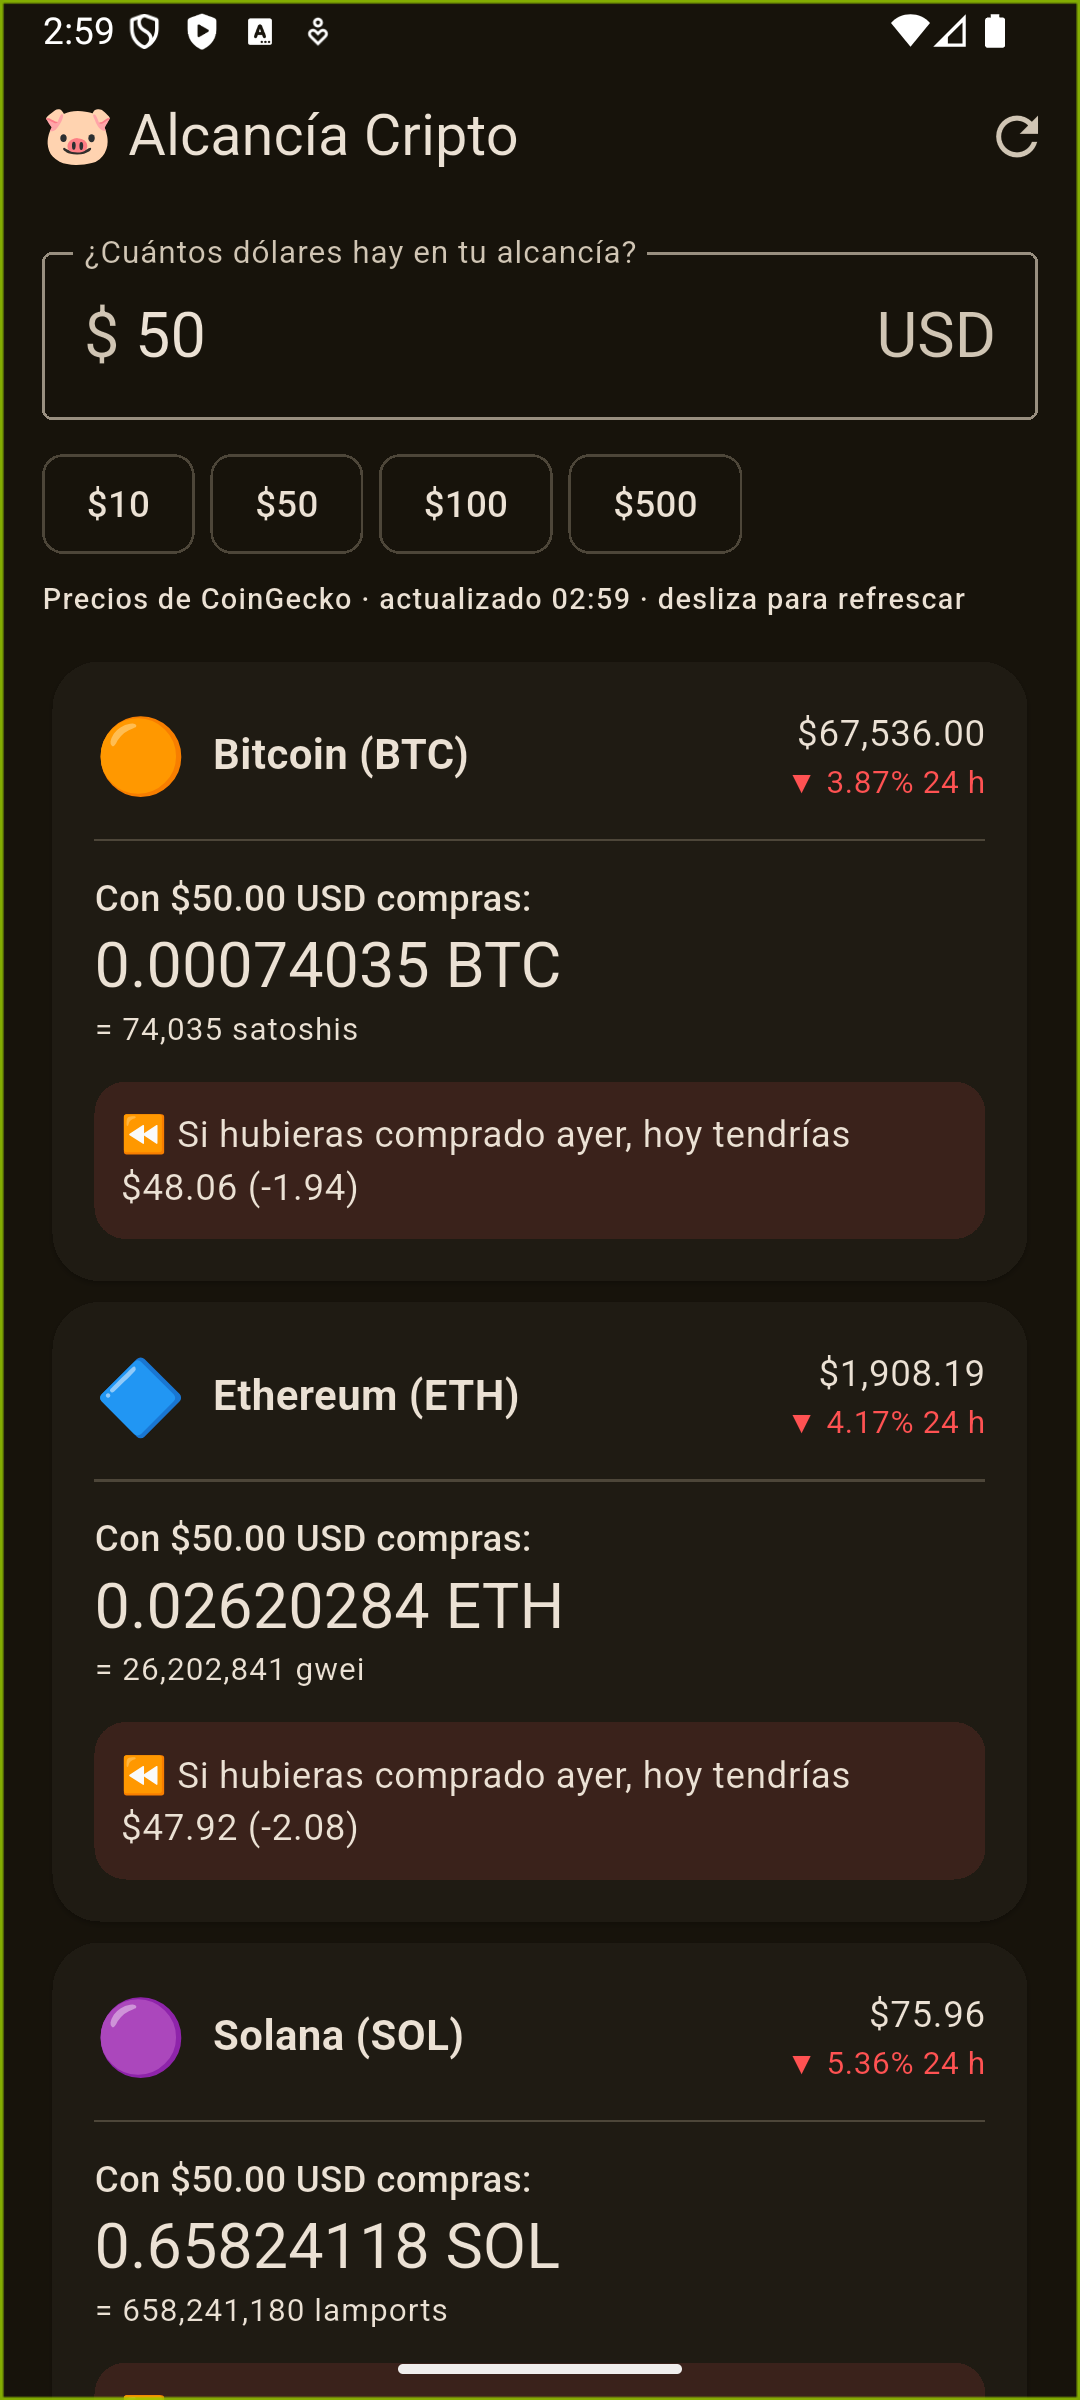 2:59
Alcancía Cripto
¿Cuántos dólares hay en tu alcancía?
$ 50 USD
$10 $50 $100 $500
Precios de CoinGecko · actualizado 02:59 · desliza para refrescar
Bitcoin (BTC)
$67,536.00
▼ 3.87% 24 h
Con $50.00 USD compras:
0.00074035 BTC
= 74,035 satoshis
⏪ Si hubieras comprado ayer, hoy tendrías
$48.06 (-1.94)
Ethereum (ETH)
$1,908.19
▼ 4.17% 24 h
Con $50.00 USD compras:
0.02620284 ETH
= 26,202,841 gwei
⏪ Si hubieras comprado ayer, hoy tendrías
$47.92 (-2.08)
Solana (SOL)
$75.96
▼ 5.36% 24 h
Con $50.00 USD compras:
0.65824118 SOL
= 658,241,180 lamports